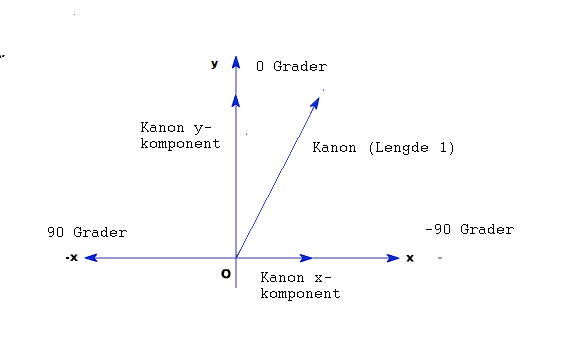 y
0 Grader
Kanon y-
komponent
Kanon (Lengde 1)
90 Grader
-90 Grader
-x
x
O
Kanon x-
komponent